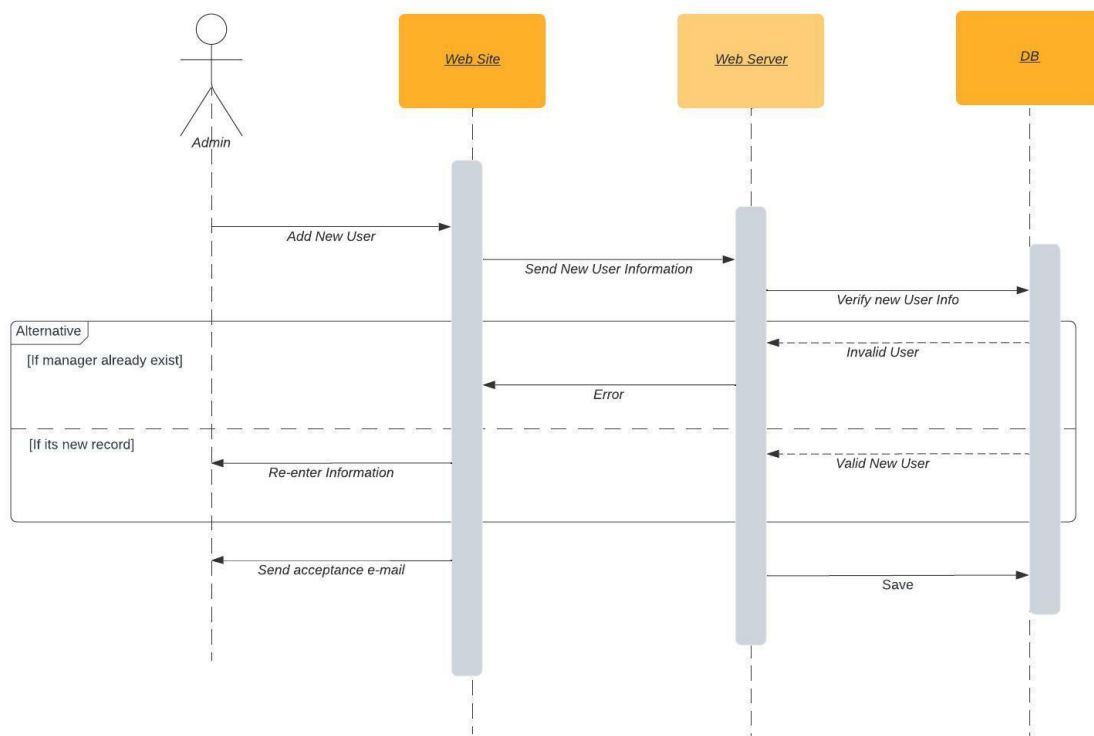 Web Site
Web Server
DB
Admin
Add New User
Send New User Information
Verify new User Info
Alternative
[If manager already exist]
Invalid User
Error
[If its new record]
Valid New User
Re-enter Information
Send acceptance e-mail
Save